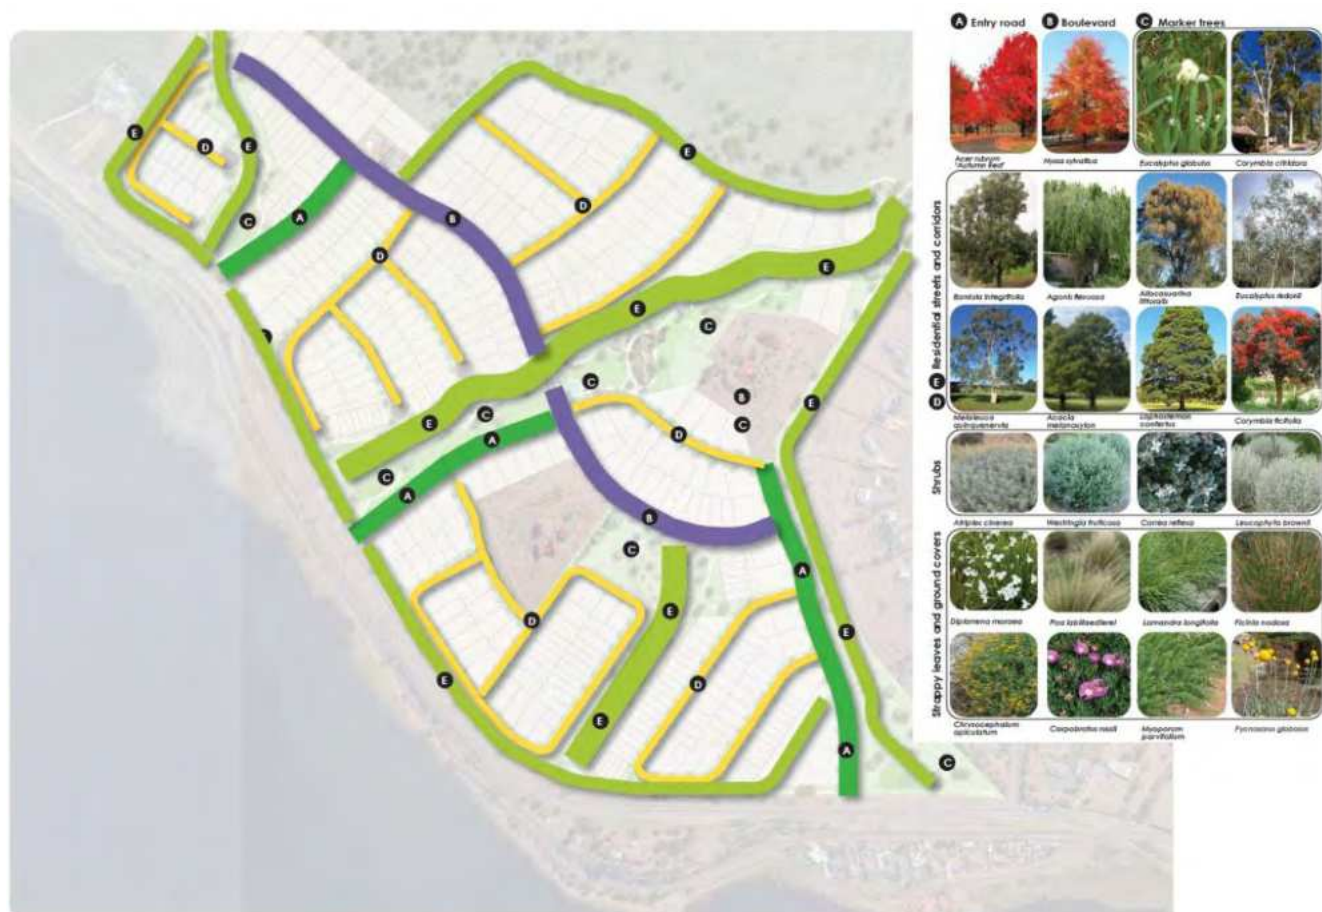 A Entry road
B Boulevard
C Marker trees
Acer rubrum
'Autumn Red'
Nyssa sylvatica
Eucalyptus globulus
Corymbia citriodora
Residential streets and corridors
E
D
Banksia integrifolia
Agonis flexuosa
Allocasuarina
littoralis
Eucalyptus risdonii
Melaleuca
quinquenervia
Acacia
melanoxylon
Lophostemon
confertus
Corymbia ficifolia
Shrubs
Atriplex cinerea
Westringia fruticosa
Correa reflexa
Leucophyta brownii
Strappy leaves and ground covers
Diplarrena moraea
Poa labillardierei
Lomandra longifolia
Ficinia nodosa
Chrysocephalum
apiculatum
Carpobrotus rossii
Myoporum
parvifolium
Pycnosorus globosus
E
D
E
E
C
A
B
D
D
E
E
C
C
B
E
E
C
C
D
A
C
A
B
C
A
E
D
E
D
E
E
A
C